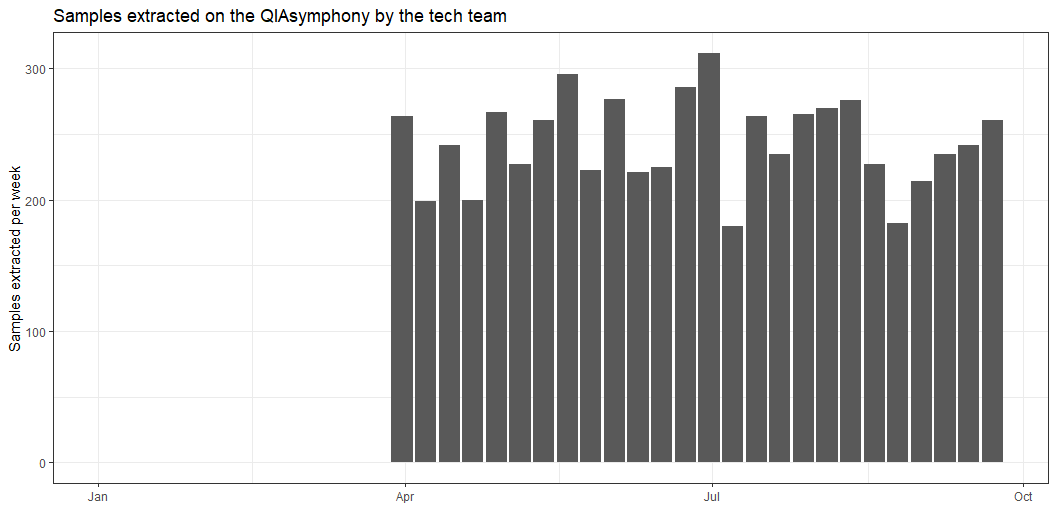 Samples extracted on the QIAsymphony by the tech team
Samples extracted per week
300
200
100
0
Jan Apr Jul Oct